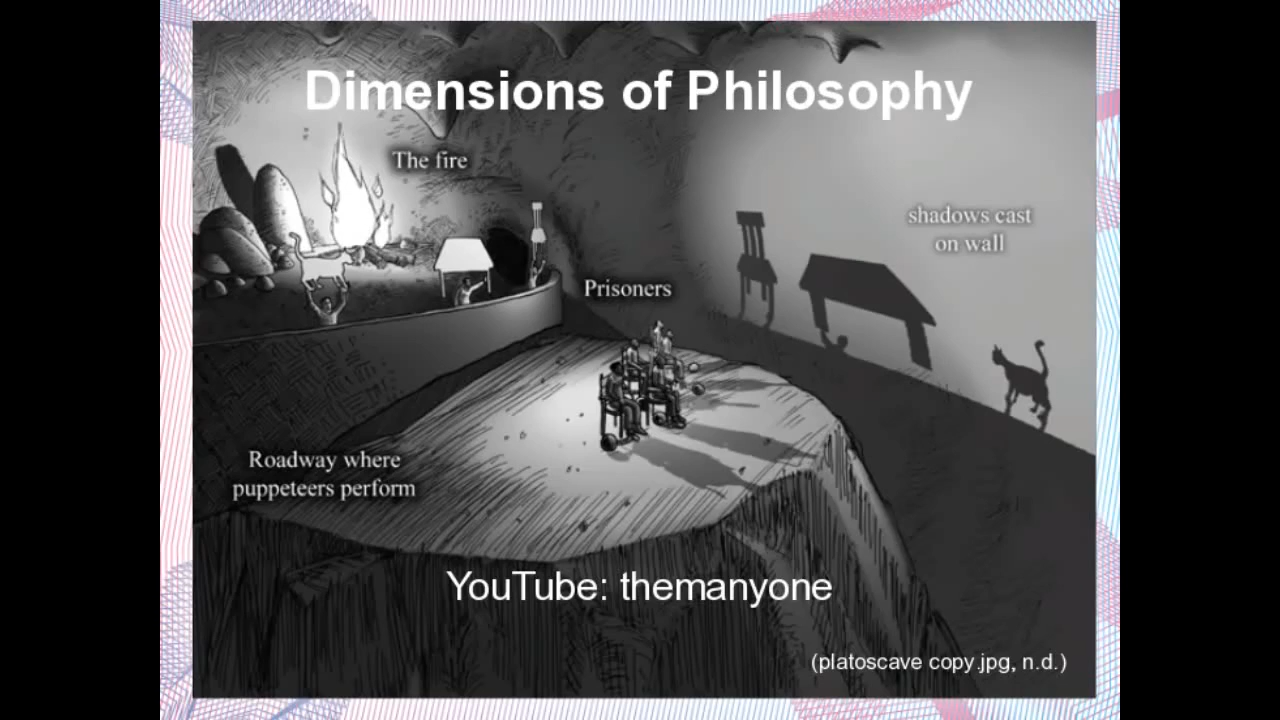 Dimensions of Philosophy
The fire
shadows cast
on wall
Prisoners
Roadway where
puppeteers perform
YouTube: themanyone
(platoscave copy.jpg, n.d.)